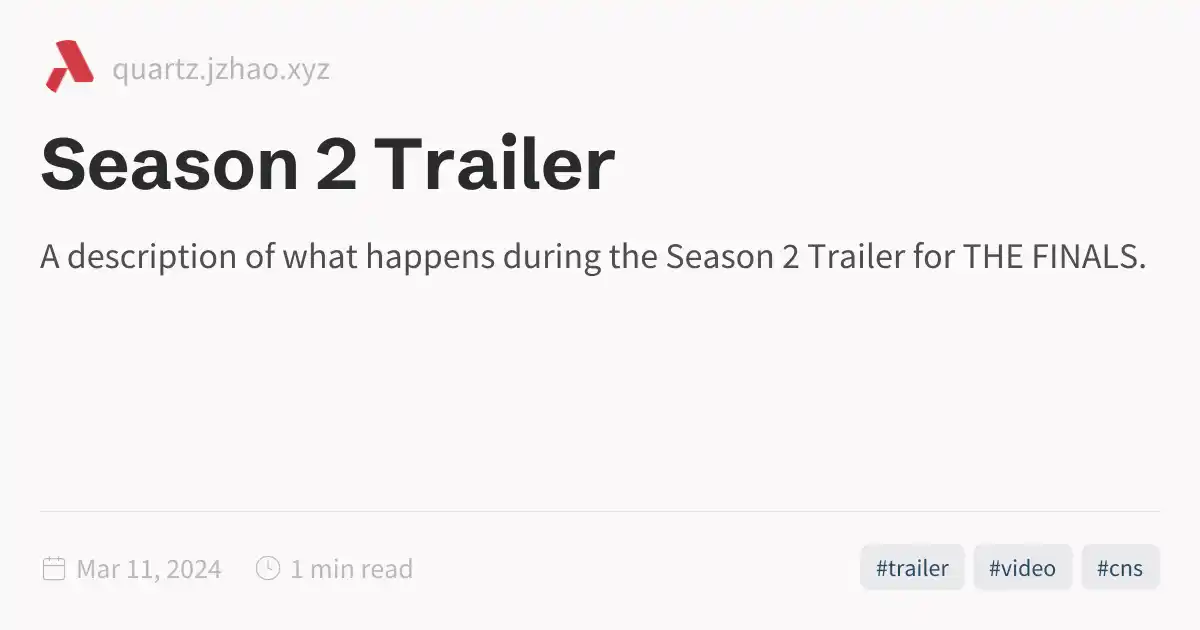 quartz.jzhao.xyz
Season 2 Trailer
A description of what happens during the Season 2 Trailer for THE FINALS.
Mar 11, 2024 1 min read #trailer #video #cns